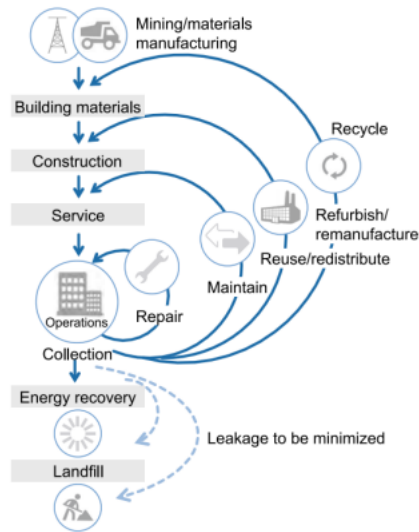 Mining/materials
manufacturing
Building materials
Recycle
Construction
Service
Refurbish/
remanufacture
Reuse/redistribute
Maintain
Operations
Repair
Collection
Energy recovery
Leakage to be minimized
Landfill